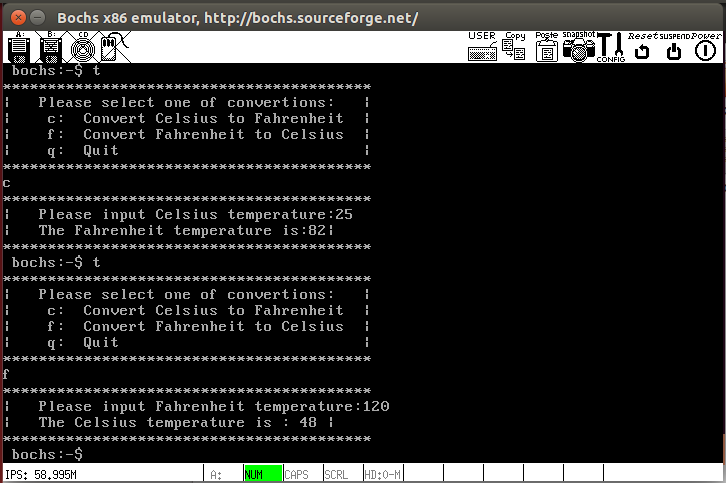 Bochs x86 emulator, http://bochs.sourceforge.net/
A: B: CD USER Copy Paste snapshot CONFIG Reset SUSPEND Power
bochs:~$ t
*****************************************
|   Please select one of convertions:   |
|    c:  Convert Celsius to Fahrenheit  |
|    f:  Convert Fahrenheit to Celsius  |
|    q:  Quit                           |
*****************************************
c
*****************************************
|   Please input Celsius temperature:25
|   The Fahrenheit temperature is:82|
*****************************************
bochs:~$ t
*****************************************
|   Please select one of convertions:   |
|    c:  Convert Celsius to Fahrenheit  |
|    f:  Convert Fahrenheit to Celsius  |
|    q:  Quit                           |
*****************************************
f
*****************************************
|   Please input Fahrenheit temperature:120
|   The Celsius temperature is : 48 |
*****************************************
bochs:~$
IPS: 58.995M A: NUM CAPS SCRL HD:0-M